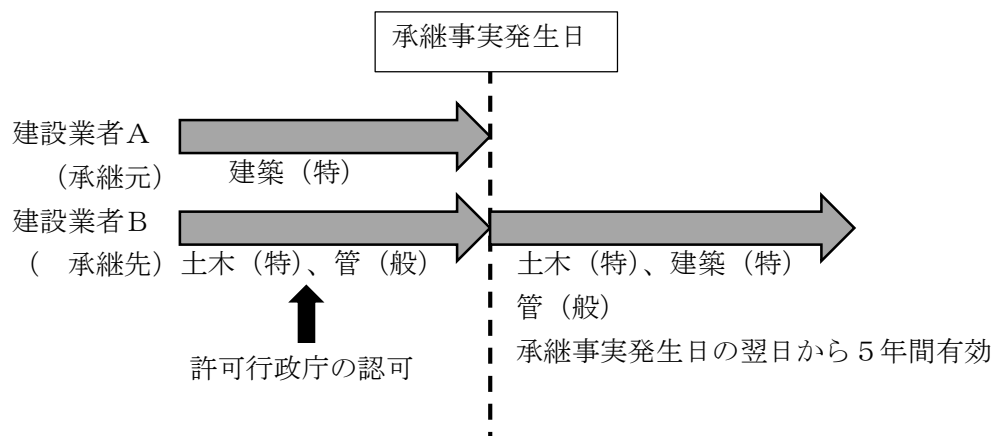 承継事実発生日
建設業者A
（承継元）
建築（特）
建設業者B
（　承継先）
土木（特）、管（般）
土木（特）、建築（特）
管（般）
承継事実発生日の翌日から５年間有効
許可行政庁の認可